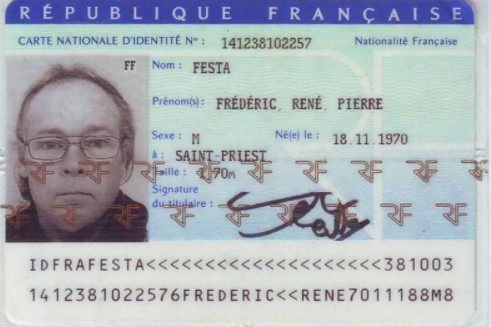 RÉPUBLIQUE FRANÇAISE
CARTE NATIONALE D'IDENTITÉ Nº : 141238102257 Nationalité Française
FF
Nom : FESTA
Prénom(s): FRÉDÉRIC, RENÉ, PIERRE
Sexe : M Né(e) le : 18.11.1970
à : SAINT-PRIEST
Taille : 1,70m
Signature
du titulaire :
IDFRAFESTA<<<<<<<<<<<<<<<<<<<<381003
1412381022576FREDERIC<<RENE7011188M8